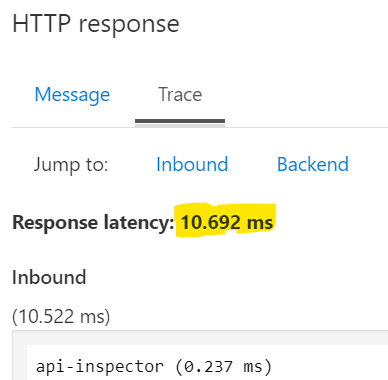 HTTP response
Message Trace
Jump to: Inbound Backend
Response latency: 10.692 ms
Inbound
(10.522 ms)
api-inspector (0.237 ms)